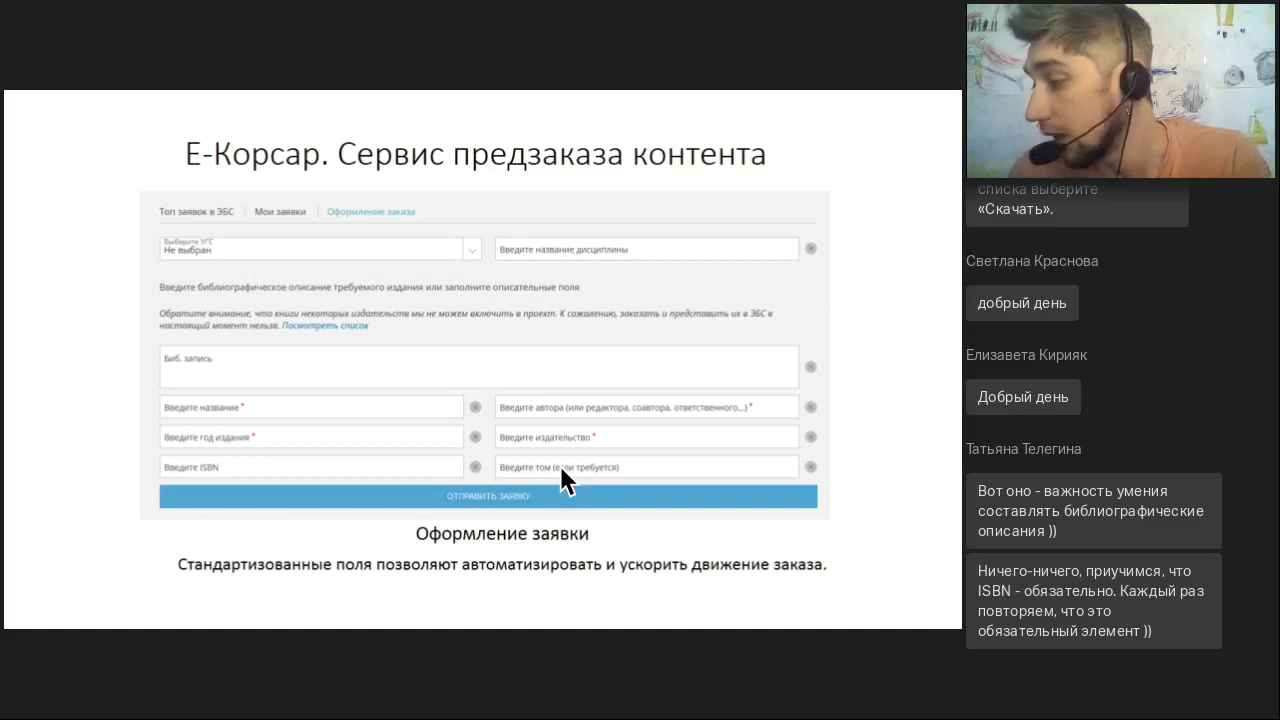 Е-Корсар. Сервис предзаказа контента
Топ заявок в ЭБС
Мои заявки
Оформление заказа
Выберите УГС
Не выбран
Введите название дисциплины
Введите библиографическое описание требуемого издания или заполните описательные поля
Обратите внимание, что книги некоторых издательств мы не можем включить в проект. К сожалению, заказать и представить их в ЭБС в
настоящий момент нельзя. Посмотреть список
Биб. запись
Введите название *
Введите автора (или редактора, соавтора, ответственного...) *
Введите год издания *
Введите издательство *
Введите ISBN
Введите том (если требуется)
ОТПРАВИТЬ ЗАЯВКУ
Оформление заявки
Стандартизованные поля позволяют автоматизировать и ускорить движение заказа.
списка выберите
«Скачать».
Светлана Краснова
добрый день
Елизавета Кирияк
Добрый день
Татьяна Телегина
Вот оно - важность умения
составлять библиографические
описания ))
Ничего-ничего, приучимся, что
ISBN - обязательно. Каждый раз
повторяем, что это
обязательный элемент ))